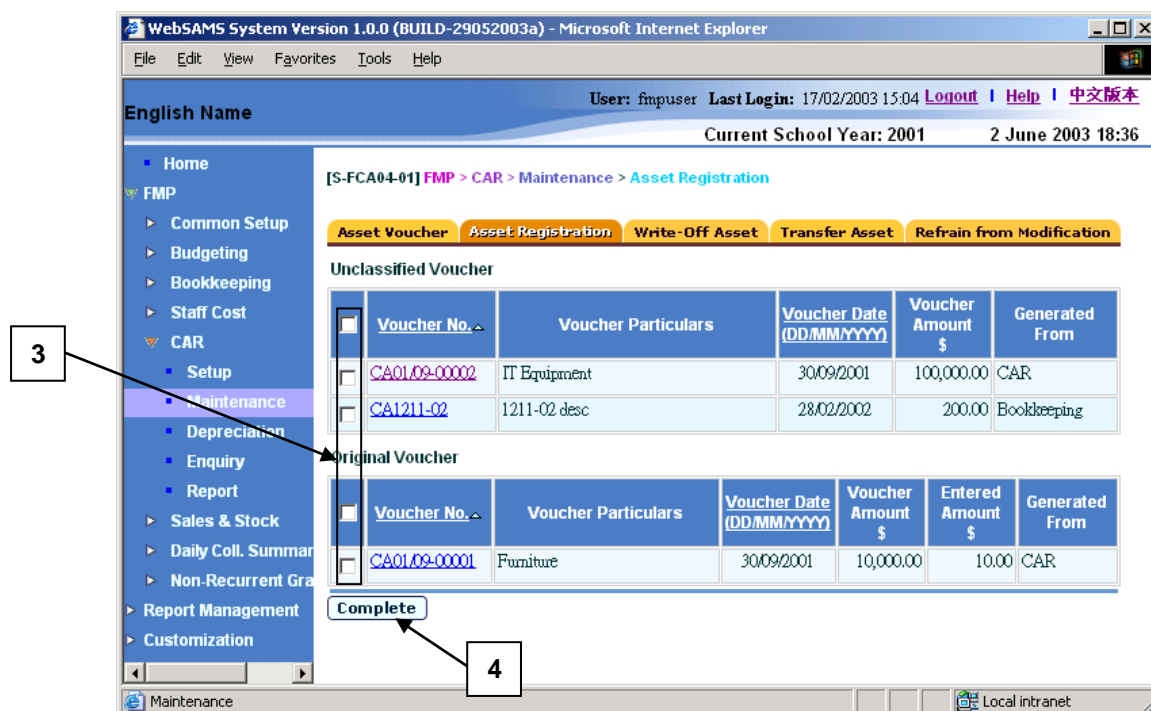 WebSAMS System Version 1.0.0 (BUILD-29052003a) - Microsoft Internet Explorer
File Edit View Favorites Tools Help
English Name
User: fmpuser Last Login: 17/02/2003 15:04 Logout | Help | 中文版本
Current School Year: 2001 2 June 2003 18:36
Home
FMP
Common Setup
Budgeting
Bookkeeping
Staff Cost
CAR
Setup
Maintenance
Depreciation
Enquiry
Report
Sales & Stock
Daily Coll. Summar
Non-Recurrent Gra
Report Management
Customization
[S-FCA04-01] FMP > CAR > Maintenance > Asset Registration
Asset Voucher Asset Registration Write-Off Asset Transfer Asset Refrain from Modification
Unclassified Voucher
Voucher No. Voucher Particulars Voucher Date (DD/MM/YYYY) Voucher Amount $ Generated From
CA01/09-00002 IT Equipment 30/09/2001 100,000.00 CAR
CA1211-02 1211-02 desc 28/02/2002 200.00 Bookkeeping
Original Voucher
Voucher No. Voucher Particulars Voucher Date (DD/MM/YYYY) Voucher Amount $ Entered Amount $ Generated From
CA01/09-00001 Furniture 30/09/2001 10,000.00 10.00 CAR
Complete
3
4
Maintenance Local intranet